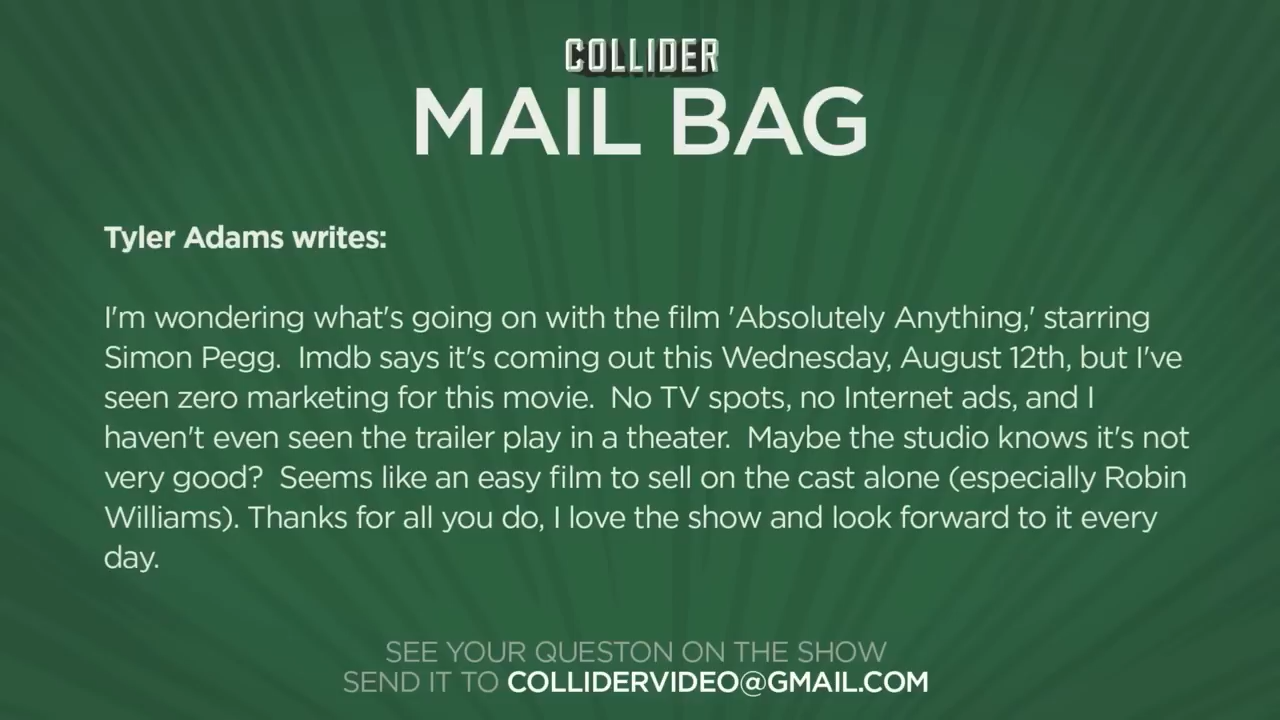 COLLIDER
MAIL BAG
Tyler Adams writes:
I'm wondering what's going on with the film 'Absolutely Anything,' starring
Simon Pegg.  Imdb says it's coming out this Wednesday, August 12th, but I've
seen zero marketing for this movie.  No TV spots, no Internet ads, and I
haven't even seen the trailer play in a theater.  Maybe the studio knows it's not
very good?  Seems like an easy film to sell on the cast alone (especially Robin
Williams). Thanks for all you do, I love the show and look forward to it every
day.
SEE YOUR QUESTON ON THE SHOW
SEND IT TO COLLIDERVIDEO@GMAIL.COM